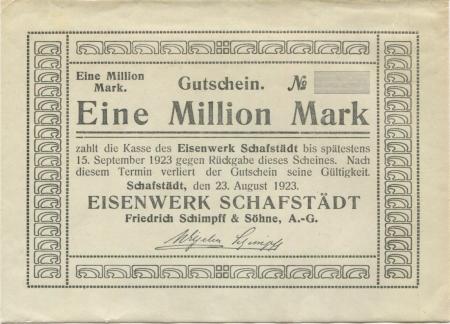 Eine Million
Mark.
Gutschein. №
Eine Million Mark
zahlt die Kasse des Eisenwerk Schafstädt bis spätestens
15. September 1923 gegen Rückgabe dieses Scheines. Nach
diesem Termin verliert der Gutschein seine Gültigkeit.
Schafstädt, den 23. August 1923.
EISENWERK SCHAFSTÄDT
Friedrich Schimpff & Söhne, A.-G.
Wilhelm Schimpff